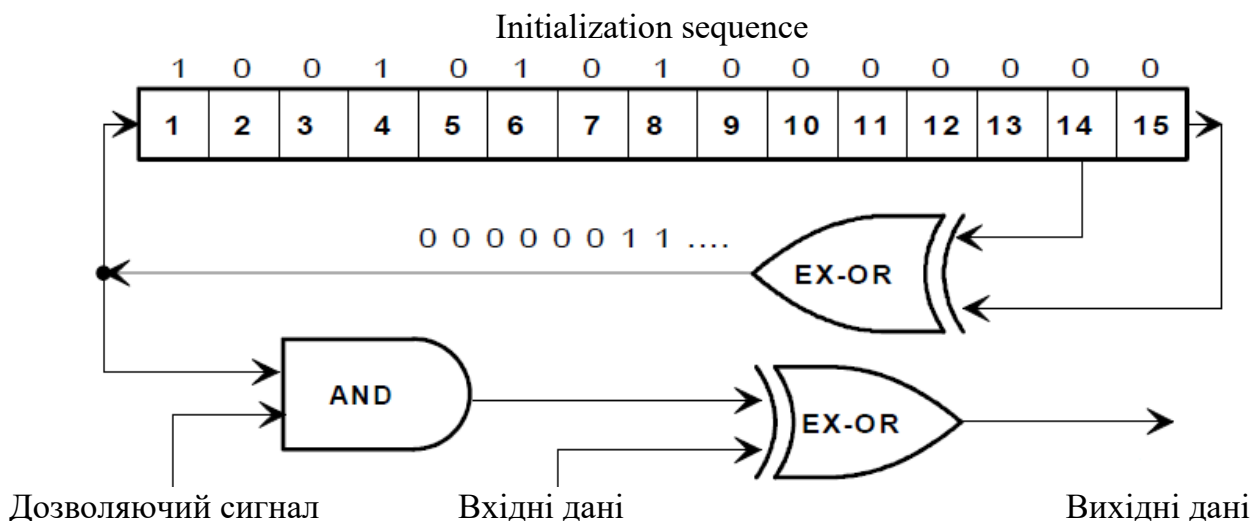 Initialization sequence
1 0 0 1 0 1 0 1 0 0 0 0 0 0 0
1 2 3 4 5 6 7 8 9 10 11 12 13 14 15
0 0 0 0 0 0 1 1 ....
EX-OR
AND
EX-OR
Дозволяючий сигнал Вхідні дані Вихідні дані